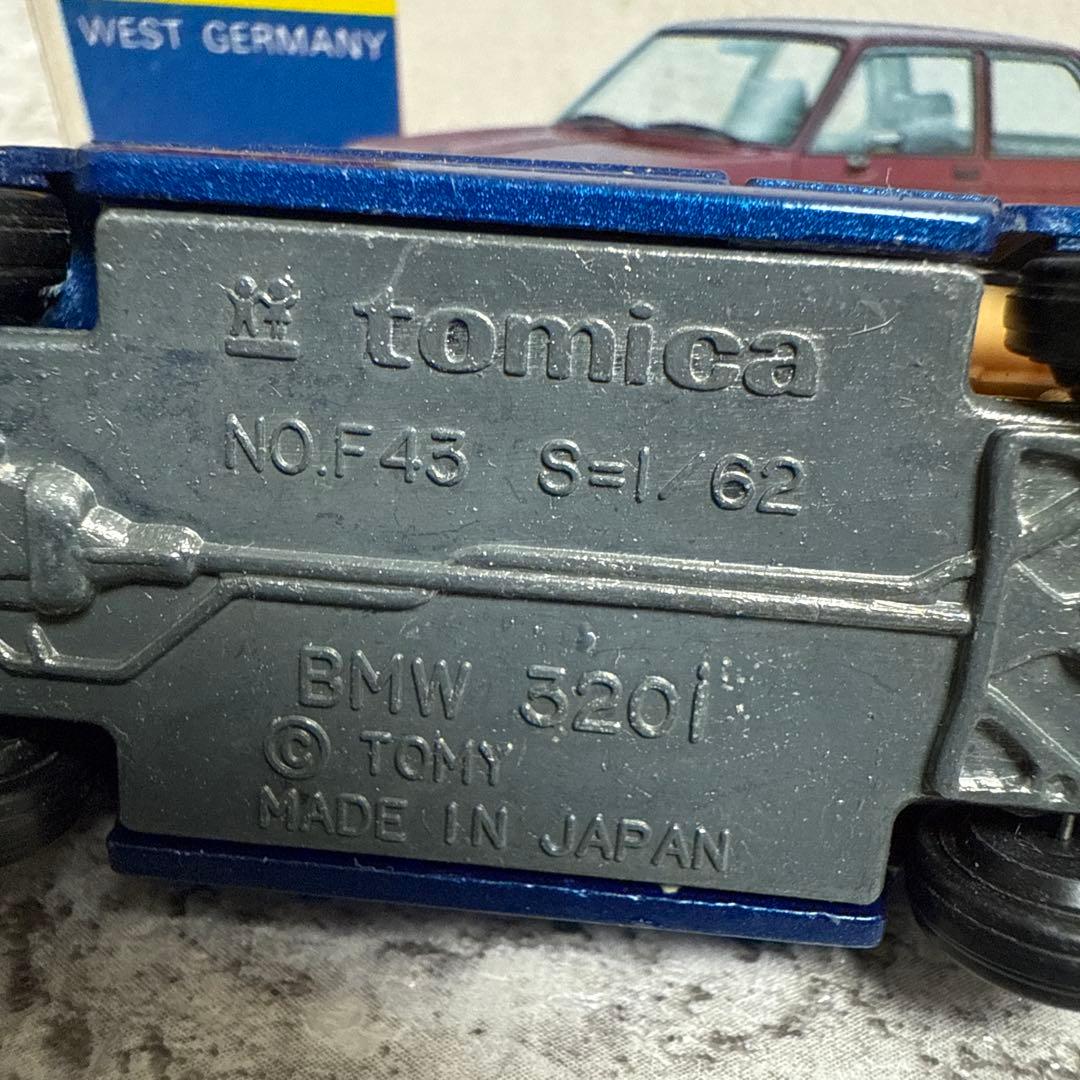 WEST GERMANY
tomica
NO.F43 S=1/62
BMW 320i
© TOMY
MADE IN JAPAN